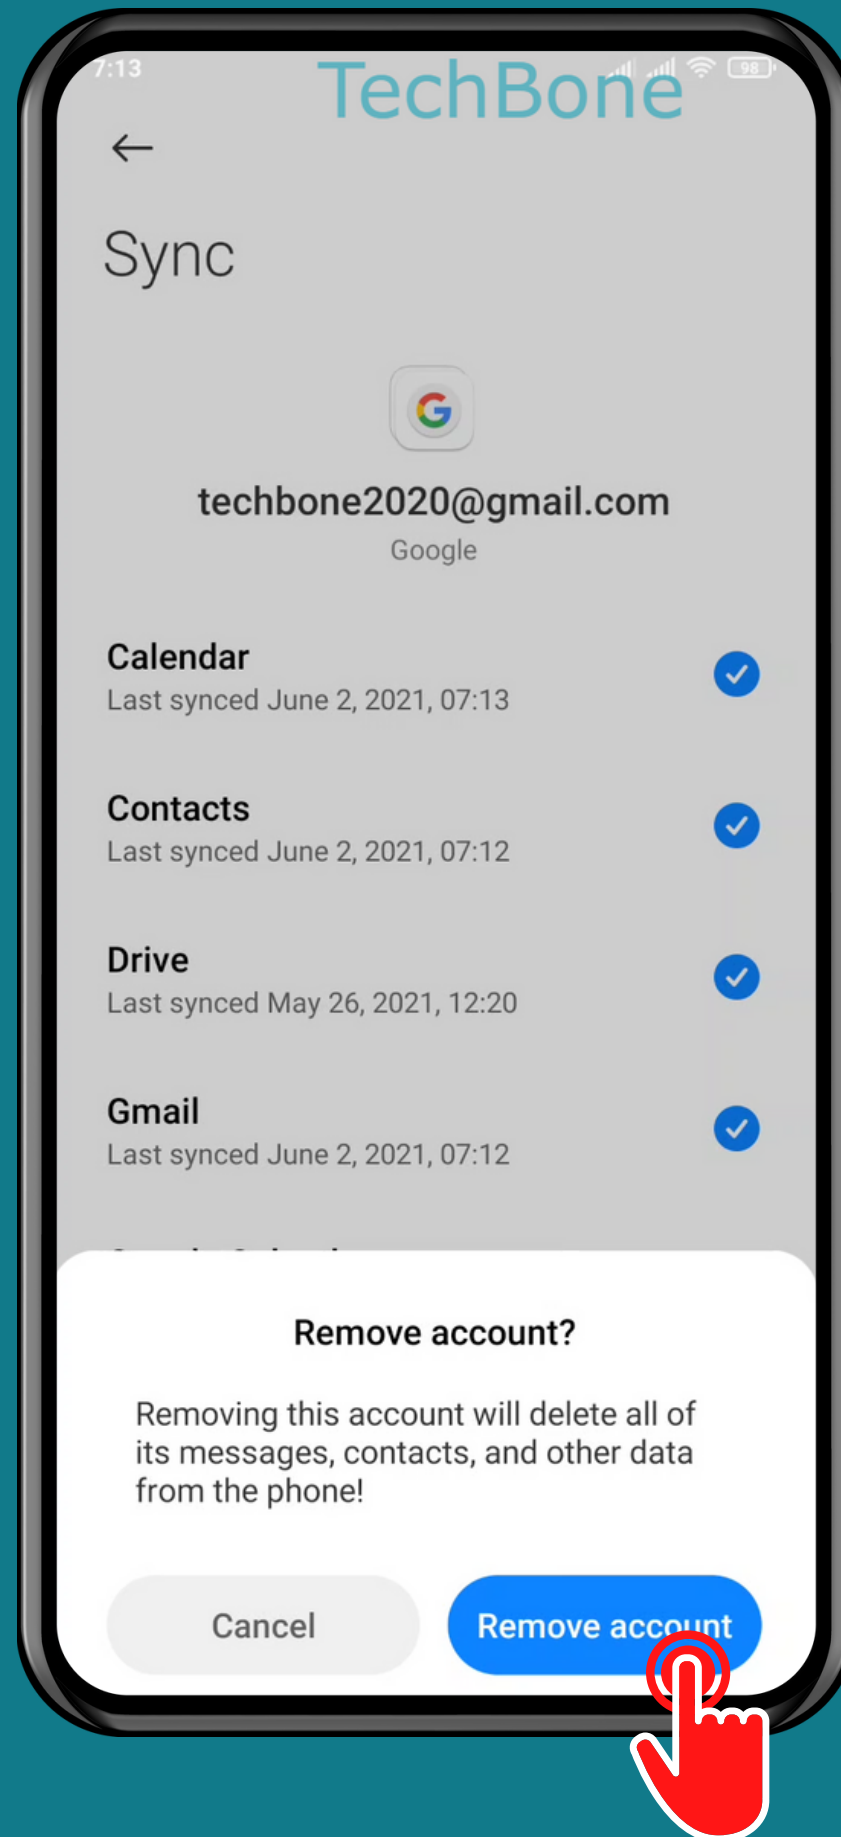 7:13
TechBone
98
Sync
G
techbone2020@gmail.com
Google
Calendar
Last synced June 2, 2021, 07:13
Contacts
Last synced June 2, 2021, 07:12
Drive
Last synced May 26, 2021, 12:20
Gmail
Last synced June 2, 2021, 07:12
Remove account?
Removing this account will delete all of
its messages, contacts, and other data
from the phone!
Cancel
Remove account